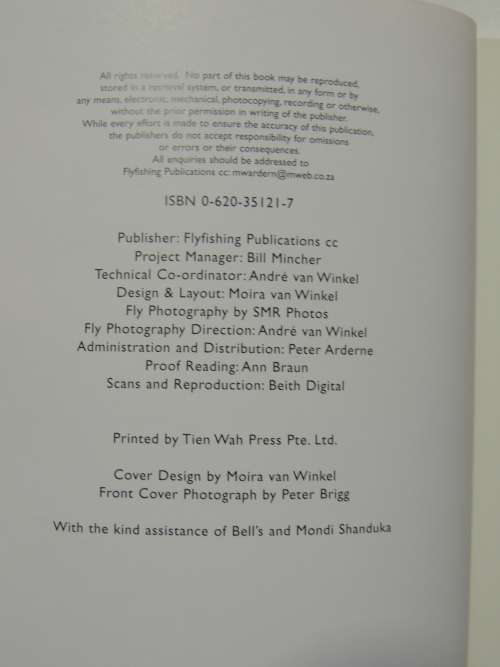 All rights reserved. No part of this book may be reproduced,
stored in a retrieval system, or transmitted, in any form or by
any means, electronic, mechanical, photocopying, recording or otherwise,
without the prior permission in writing of the publisher.
While every effort is made to ensure the accuracy of this publication,
the publishers do not accept responsibility for omissions
or errors or their consequences.
All enquiries should be addressed to
Flyfishing Publications cc: mwardern@mweb.co.za
ISBN 0-620-35121-7
Publisher: Flyfishing Publications cc
Project Manager: Bill Mincher
Technical Co-ordinator: André van Winkel
Design & Layout: Moira van Winkel
Fly Photography by SMR Photos
Fly Photography Direction: André van Winkel
Administration and Distribution: Peter Arderne
Proof Reading: Ann Braun
Scans and Reproduction: Beith Digital
Printed by Tien Wah Press Pte. Ltd.
Cover Design by Moira van Winkel
Front Cover Photograph by Peter Brigg
With the kind assistance of Bell's and Mondi Shanduka